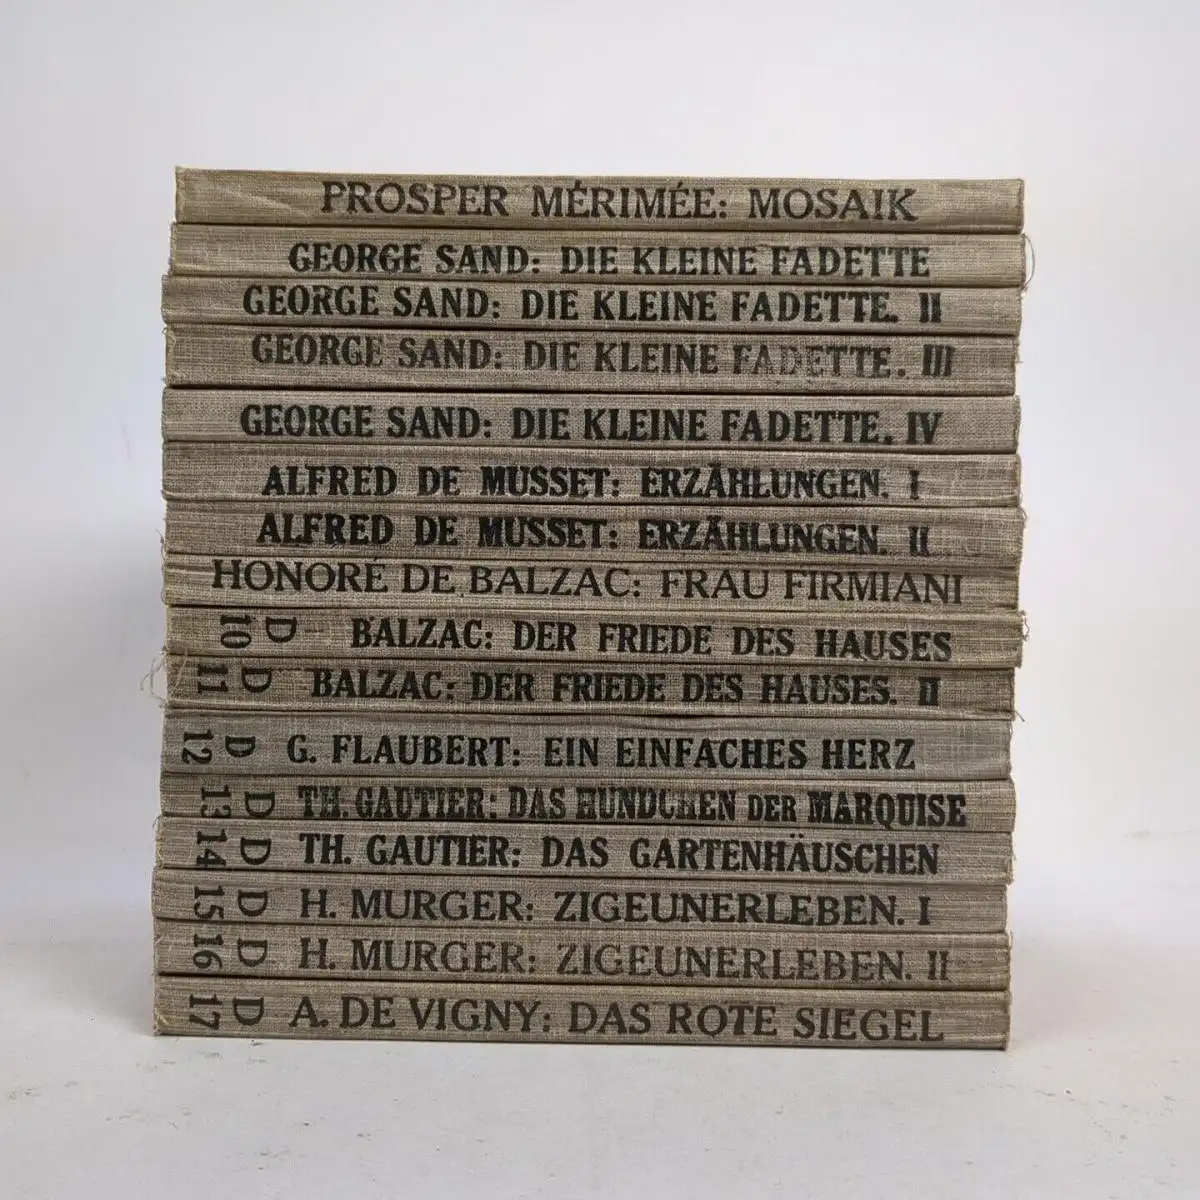 PROSPER MÉRIMÉE: MOSAIK
GEORGE SAND: DIE KLEINE FADETTE
GEORGE SAND: DIE KLEINE FADETTE. II
GEORGE SAND: DIE KLEINE FADETTE. III
GEORGE SAND: DIE KLEINE FADETTE. IV
ALFRED DE MUSSET: ERZÄHLUNGEN. I
ALFRED DE MUSSET: ERZÄHLUNGEN. II
HONORÉ DE BALZAC: FRAU FIRMIANI
D 10 BALZAC: DER FRIEDE DES HAUSES
D 11 BALZAC: DER FRIEDE DES HAUSES. II
D 12 G. FLAUBERT: EIN EINFACHES HERZ
D 13 TH. GAUTIER: DAS HÜNDCHEN DER MARQUISE
D 14 TH. GAUTIER: DAS GARTENHÄUSCHEN
D 15 H. MURGER: ZIGEUNERLEBEN. I
D 16 H. MURGER: ZIGEUNERLEBEN. II
D 17 A. DE VIGNY: DAS ROTE SIEGEL